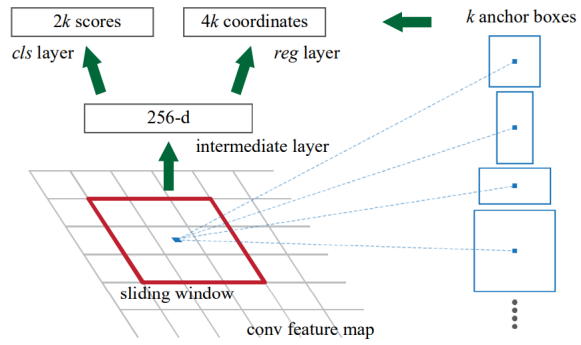 2k scores
4k coordinates
k anchor boxes
cls layer
reg layer
256-d
intermediate layer
sliding window
conv feature map